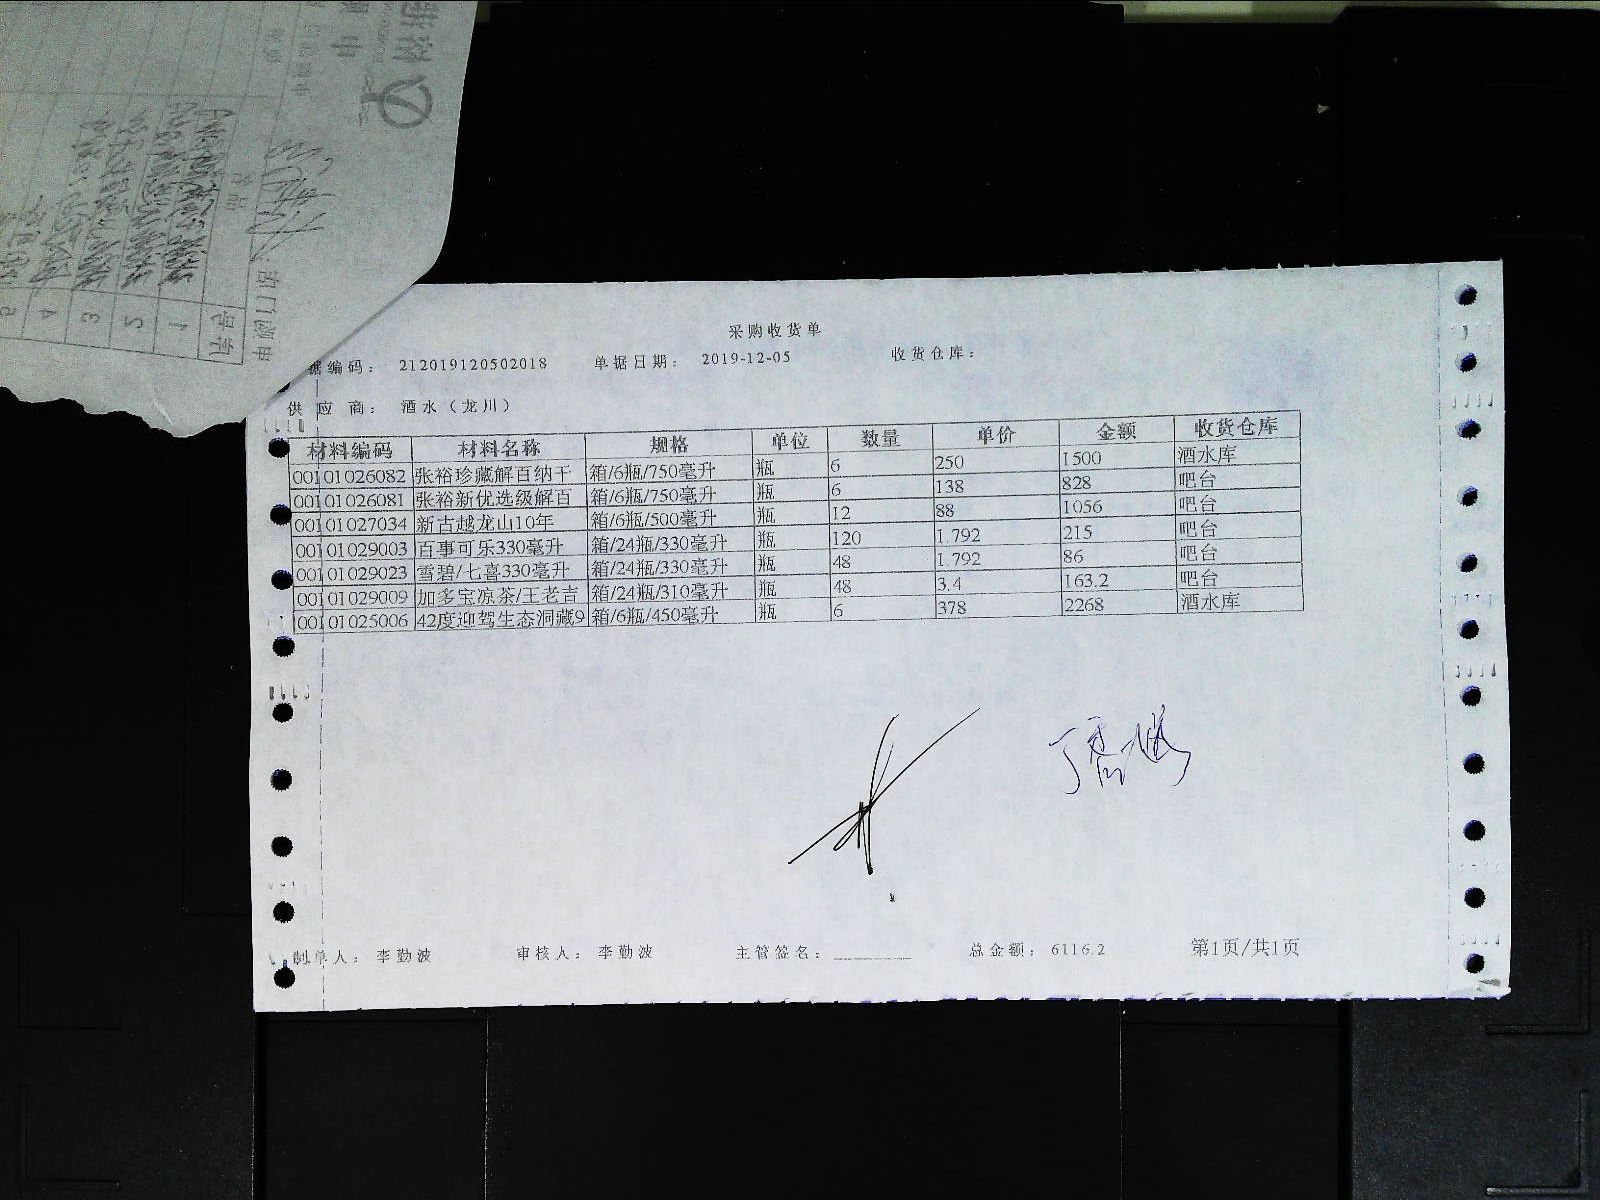 采购收货单
据编码： 212019120502018 单据日期： 2019-12-05 收货仓库：
供应商： 酒水（龙川）
材料编码 材料名称 规格 单位 数量 单价 金额 收货仓库
00101026082 张裕珍藏解百纳干 箱/6瓶/750毫升 瓶 6 250 1500 酒水库
00101026081 张裕新优选级解百 箱/6瓶/750毫升 瓶 6 138 828 吧台
00101027034 新古越龙山10年 箱/6瓶/500毫升 瓶 12 88 1056 吧台
00101029003 百事可乐330毫升 箱/24瓶/330毫升 瓶 120 1.792 215 吧台
00101029023 雪碧/七喜330毫升 箱/24瓶/330毫升 瓶 48 1.792 86 吧台
00101029009 加多宝凉茶/王老吉 箱/24瓶/310毫升 瓶 48 3.4 163.2 吧台
00101025006 42度迎驾生态洞藏9 箱/6瓶/450毫升 瓶 6 378 2268 酒水库
制单人： 李勤波 审核人： 李勤波 主管签名： 总金额： 6116.2 第1页/共1页
序号 1 2 3 4
品名
申购部门：